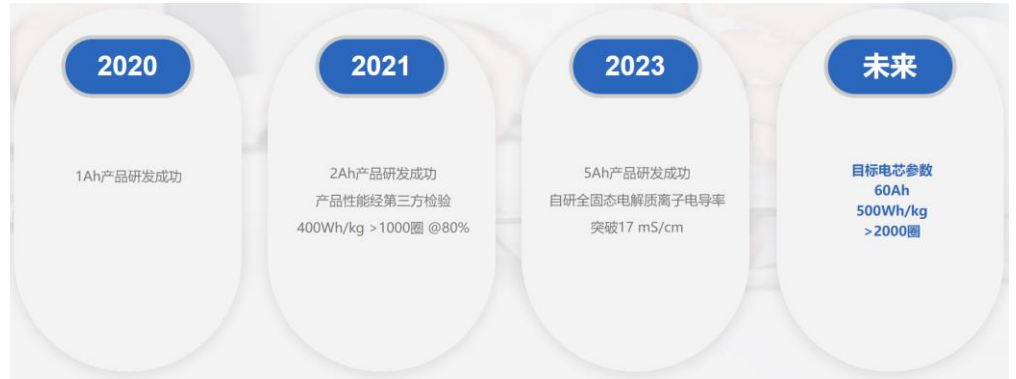 2020
1Ah产品研发成功
2021
2Ah产品研发成功
产品性能经第三方检验
400Wh/kg >1000圈 @80%
2023
5Ah产品研发成功
自研全固态电解质离子电导率
突破17 mS/cm
未来
目标电芯参数
60Ah
500Wh/kg
>2000圈